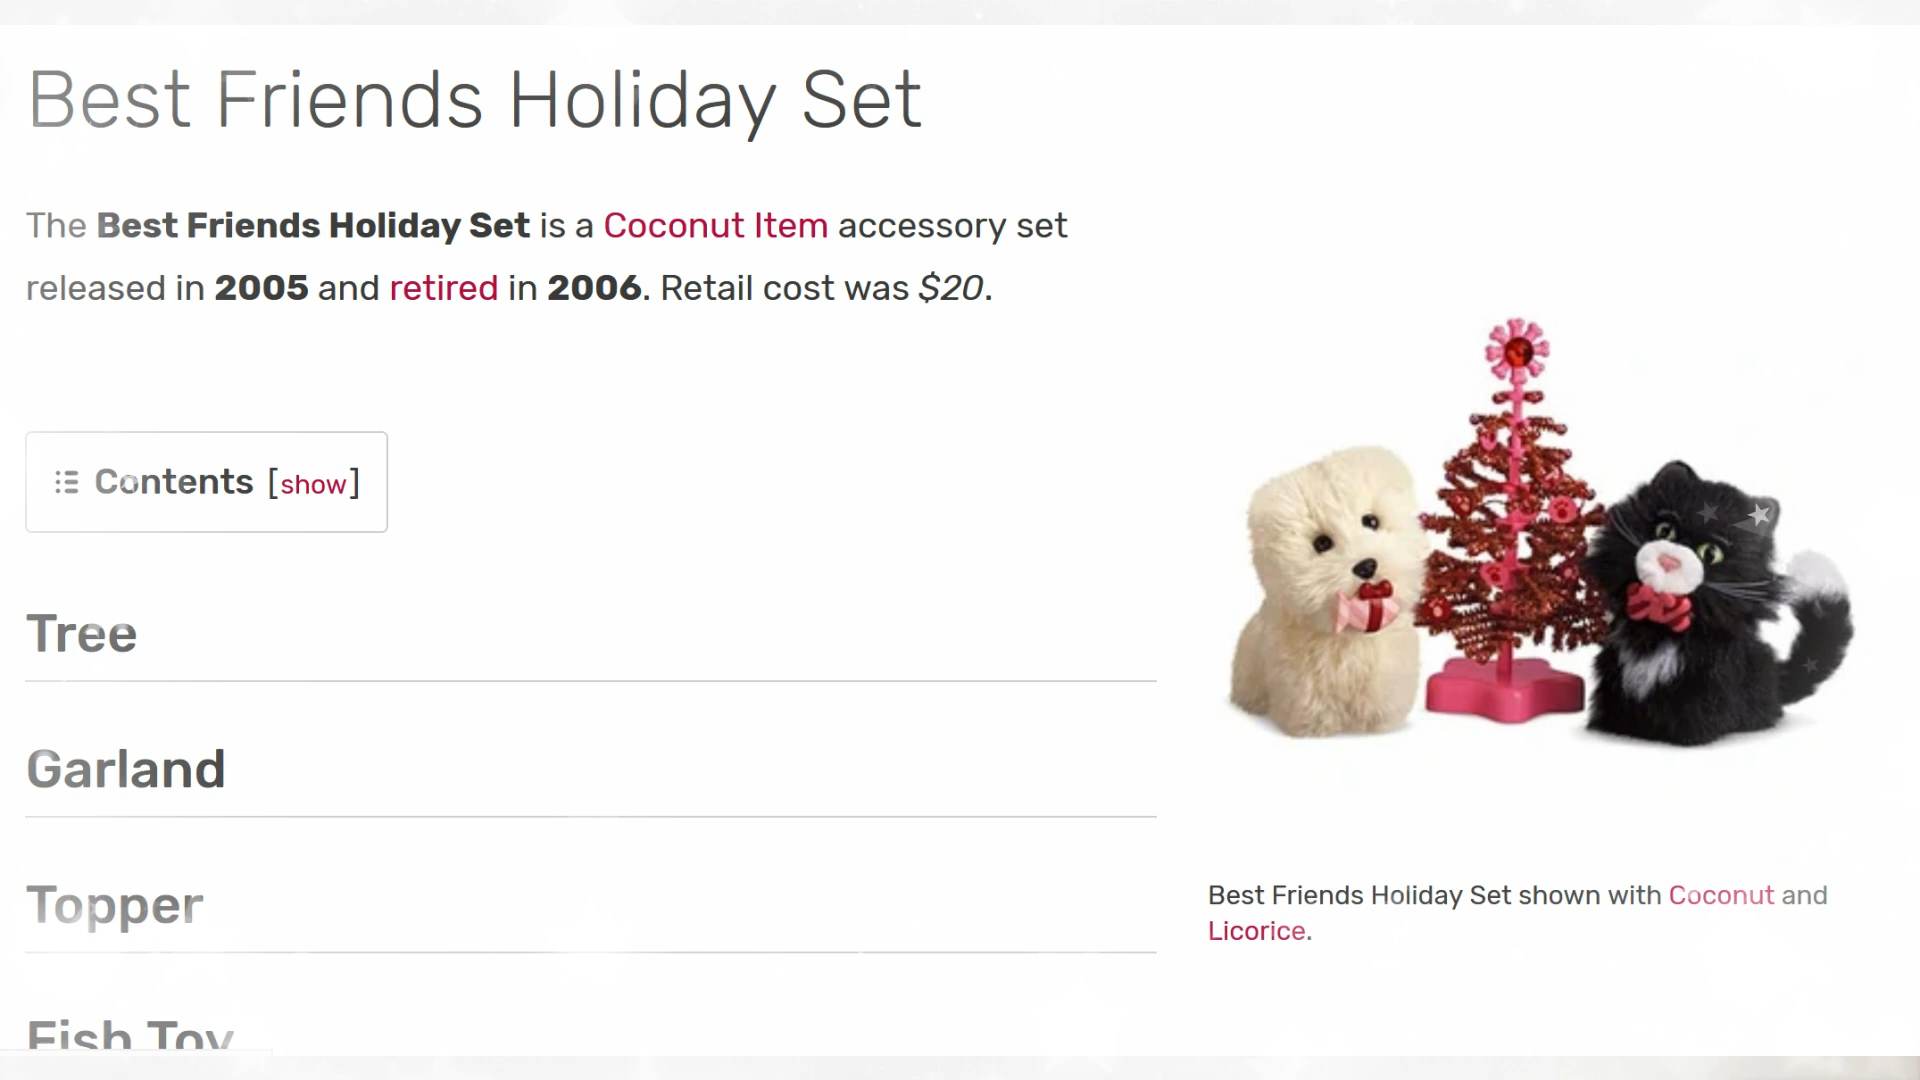 Best Friends Holiday Set
The Best Friends Holiday Set is a Coconut Item accessory set
released in 2005 and retired in 2006. Retail cost was $20.
Contents [show]
Tree
Garland
Topper
Fish Toy
Best Friends Holiday Set shown with Coconut and
Licorice.